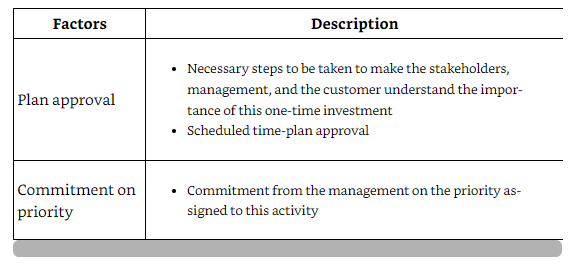 Factors Description
Plan approval
• Necessary steps to be taken to make the stakeholders,
management, and the customer understand the impor-
tance of this one-time investment
• Scheduled time-plan approval
Commitment on
priority
• Commitment from the management on the priority as-
signed to this activity